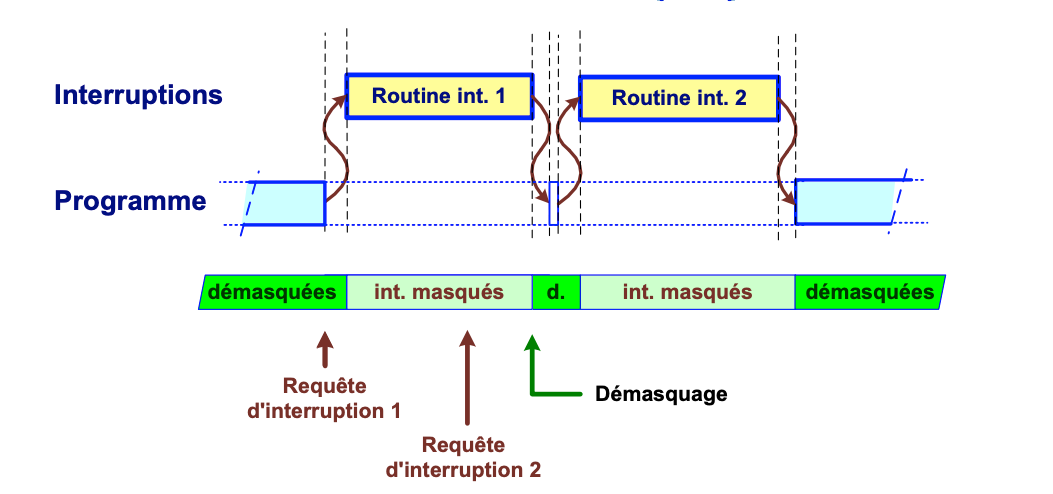 Interruptions
Routine int. 1
Routine int. 2
Programme
démasquées
int. masqués
d.
int. masqués
démasquées
Requête
d'interruption 1
Démasquage
Requête
d'interruption 2